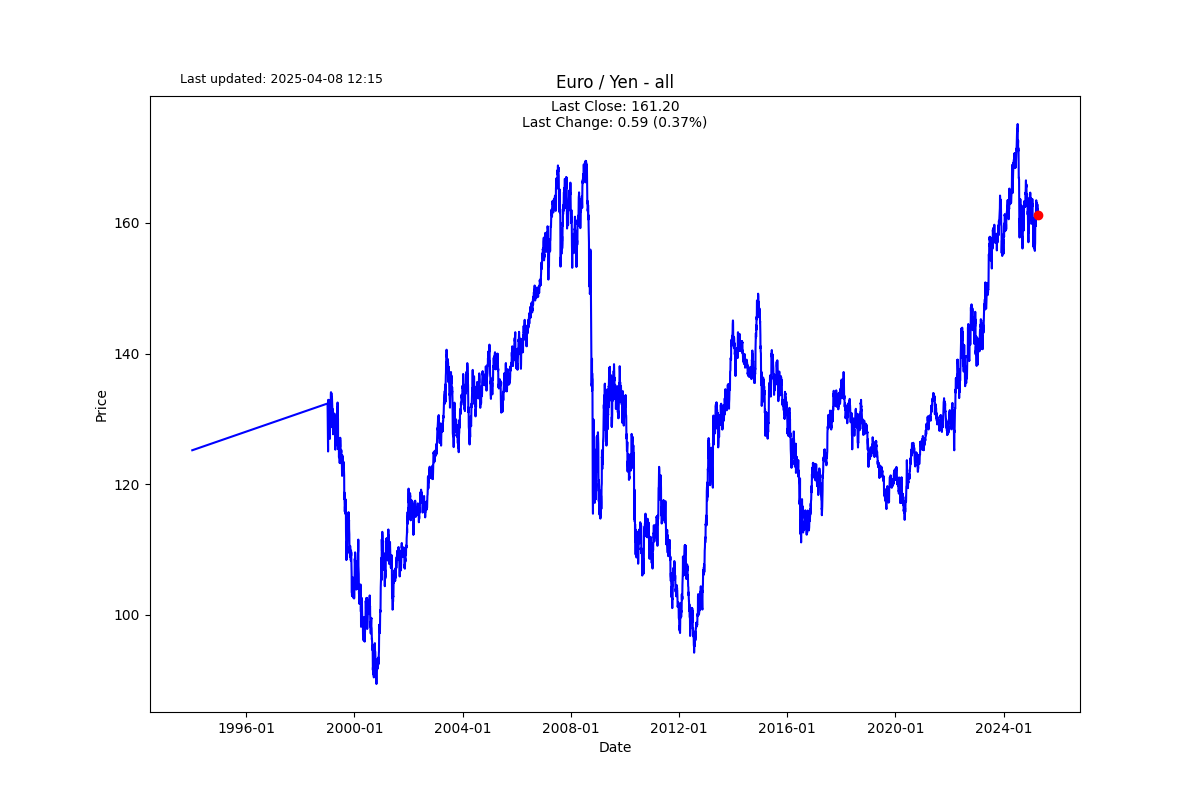 Last updated: 2025-04-08 12:15
Euro / Yen - all
Last Close: 161.20
Last Change: 0.59 (0.37%)
160
140
120
100
Price
1996-01 2000-01 2004-01 2008-01 2012-01 2016-01 2020-01 2024-01
Date